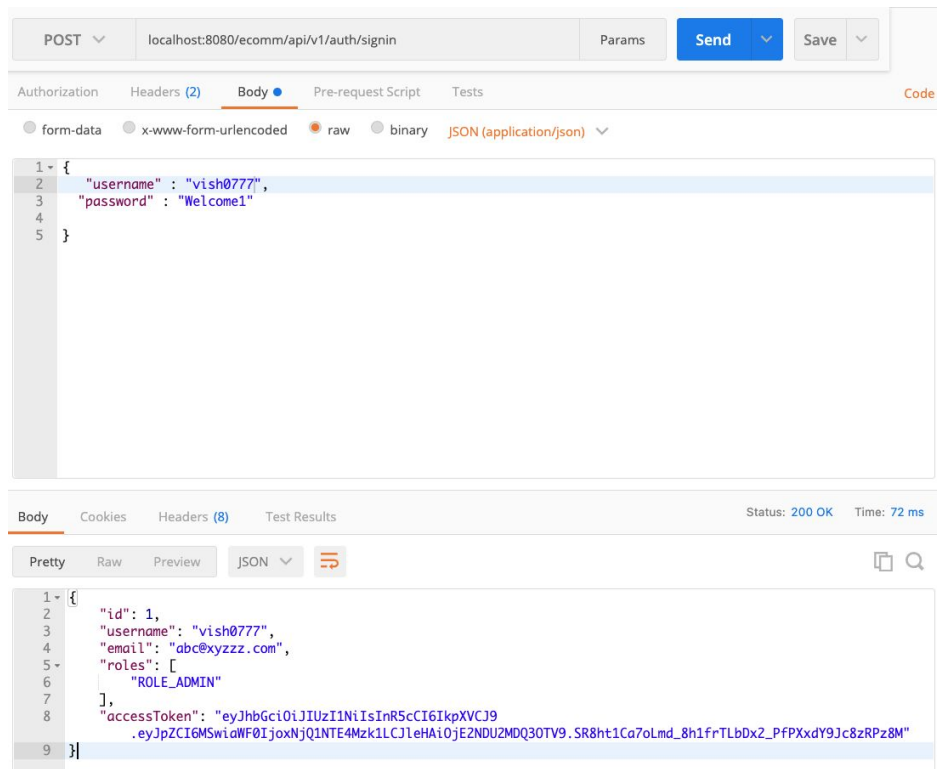 POST localhost:8080/ecomm/api/v1/auth/signin Params Send Save
Authorization Headers (2) Body Pre-request Script Tests Code
form-data x-www-form-urlencoded raw binary JSON (application/json)
1 {
2 "username" : "vish0777",
3 "password" : "Welcome1"
4
5 }
Body Cookies Headers (8) Test Results Status: 200 OK Time: 72 ms
Pretty Raw Preview JSON
1 {
2 "id": 1,
3 "username": "vish0777",
4 "email": "abc@xyzzz.com",
5 "roles": [
6 "ROLE_ADMIN"
7 ],
8 "accessToken": "eyJhbGciOiJIUzI1NiIsInR5cCI6IkpXVCJ9
.eyJpZCI6MSwiaWF0IjoxNjQ1NTE4Mzk1LCJleHAiOjE2NDU2MDQ3OTV9.SR8ht1Ca7oLmd_8h1frTLbDx2_PfPXxdY9Jc8zRPz8M"
9 }